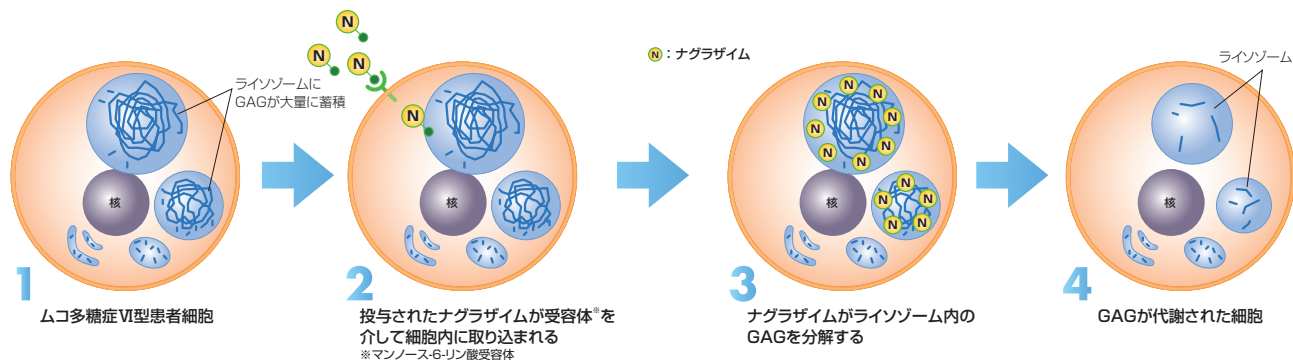 N
N
N
N
N
N : ナグラザイム
ライソゾームに
GAGが大量に蓄積
ライソゾーム
N
N
N
N
N
N
N
N
N
N
N
N
N
核
核
核
核
1
ムコ多糖症Ⅵ型患者細胞
2
投与されたナグラザイムが受容体※を
介して細胞内に取り込まれる
※マンノース-6-リン酸受容体
3
ナグラザイムがライソゾーム内の
GAGを分解する
4
GAGが代謝された細胞